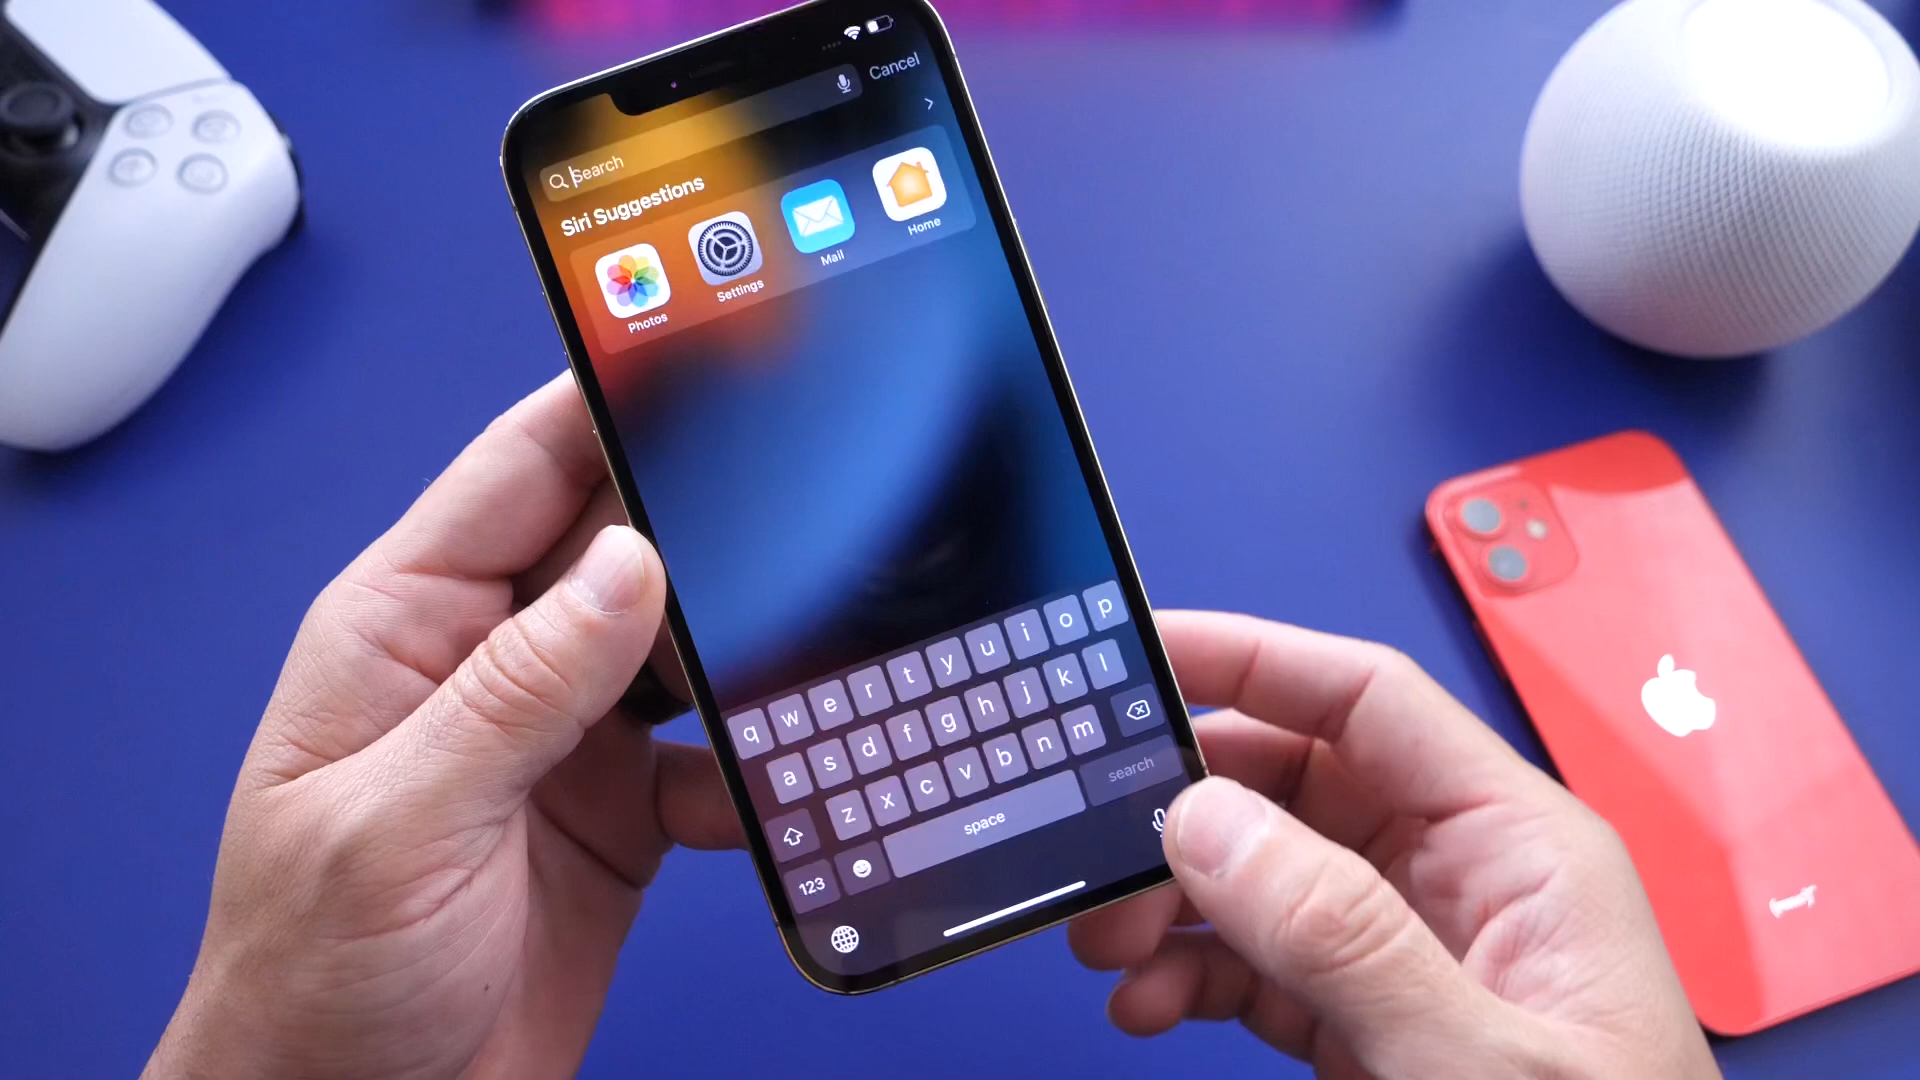 Cancel
Search
Siri Suggestions
Photos
Settings
Mail
Home
q w e r t y u i o p
a s d f g h j k l
z x c v b n m
123
space
search